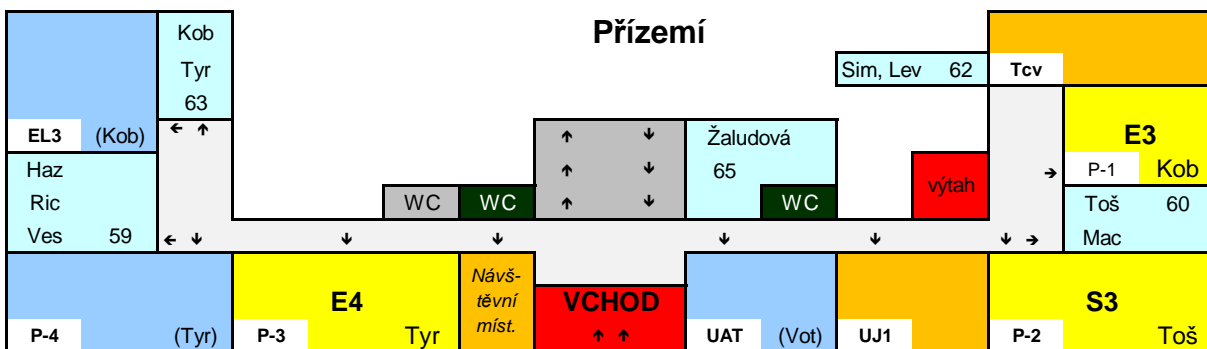 Přízemí
Kob
Tyr
63
Sim, Lev 62
Tcv
EL3 (Kob)
Žaludová
65
E3
P-1 Kob
Haz
Ric
Ves 59
WC
WC
WC
výtah
Toš 60
Mac
P-4 (Tyr)
E4
P-3 Tyr
Návš-
těvní
míst.
VCHOD
UAT (Vot)
UJ1
S3
P-2 Toš